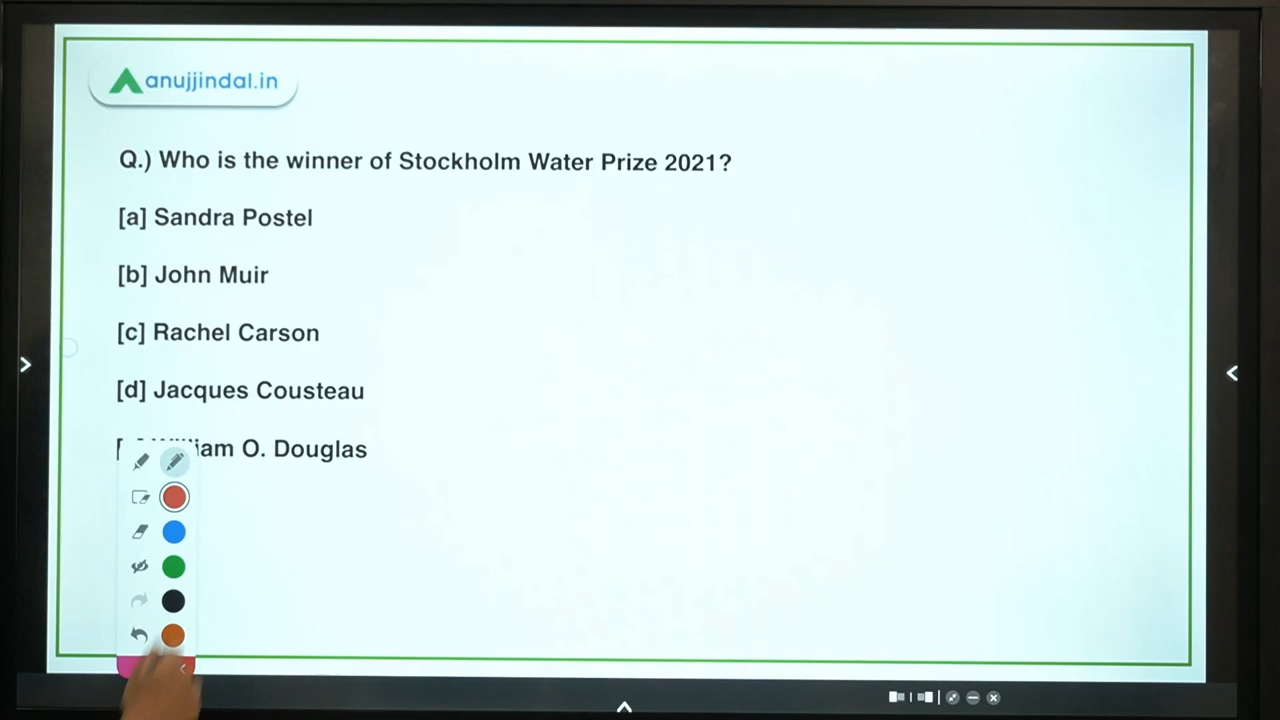 anujjindal.in
Q.) Who is the winner of Stockholm Water Prize 2021?
[a] Sandra Postel
[b] John Muir
[c] Rachel Carson
[d] Jacques Cousteau
O. Douglas